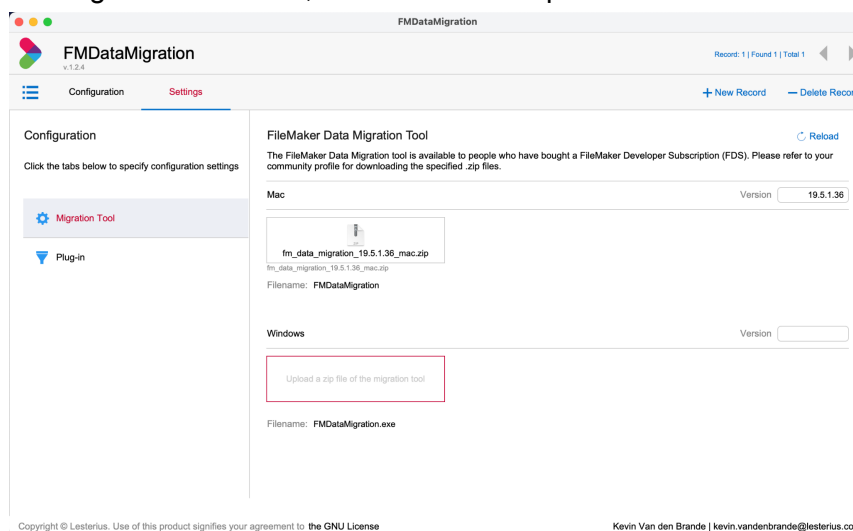 FMDataMigration
FMDataMigration
v.1.2.4
Record: 1 | Found 1 | Total 1
Configuration
Settings
New Record
Delete Recor
Configuration
Click the tabs below to specify configuration settings
Migration Tool
Plug-in
FileMaker Data Migration Tool
Reload
The FileMaker Data Migration tool is available to people who have bought a FileMaker Developer Subscription (FDS). Please refer to your
community profile for downloading the specified .zip files.
Mac
Version 19.5.1.36
fm_data_migration_19.5.1.36_mac.zip
fm_data_migration_19.5.1.36_mac.zip
Filename: FMDataMigration
Windows
Version
Upload a zip file of the migration tool
Filename: FMDataMigration.exe
Copyright © Lesterius. Use of this product signifies your agreement to the GNU License
Kevin Van den Brande | kevin.vandenbrande@lesterius.co